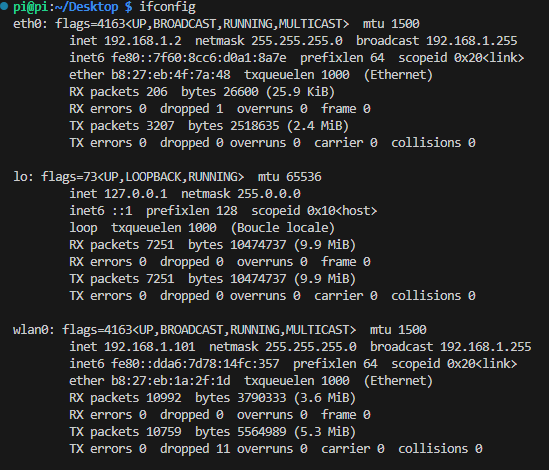 pi@pi:~/Desktop $ ifconfig
eth0: flags=4163<UP,BROADCAST,RUNNING,MULTICAST>  mtu 1500
        inet 192.168.1.2  netmask 255.255.255.0  broadcast 192.168.1.255
        inet6 fe80::7f60:8cc6:d0a1:8a7e  prefixlen 64  scopeid 0x20<link>
        ether b8:27:eb:4f:7a:48  txqueuelen 1000  (Ethernet)
        RX packets 206  bytes 26600 (25.9 KiB)
        RX errors 0  dropped 1  overruns 0  frame 0
        TX packets 3207  bytes 2518635 (2.4 MiB)
        TX errors 0  dropped 0 overruns 0  carrier 0  collisions 0

lo: flags=73<UP,LOOPBACK,RUNNING>  mtu 65536
        inet 127.0.0.1  netmask 255.0.0.0
        inet6 ::1  prefixlen 128  scopeid 0x10<host>
        loop  txqueuelen 1000  (Boucle locale)
        RX packets 7251  bytes 10474737 (9.9 MiB)
        RX errors 0  dropped 0  overruns 0  frame 0
        TX packets 7251  bytes 10474737 (9.9 MiB)
        TX errors 0  dropped 0 overruns 0  carrier 0  collisions 0

wlan0: flags=4163<UP,BROADCAST,RUNNING,MULTICAST>  mtu 1500
        inet 192.168.1.101  netmask 255.255.255.0  broadcast 192.168.1.255
        inet6 fe80::dda6:7d78:14fc:357  prefixlen 64  scopeid 0x20<link>
        ether b8:27:eb:1a:2f:1d  txqueuelen 1000  (Ethernet)
        RX packets 10992  bytes 3790333 (3.6 MiB)
        RX errors 0  dropped 0  overruns 0  frame 0
        TX packets 10759  bytes 5564989 (5.3 MiB)
        TX errors 0  dropped 11 overruns 0  carrier 0  collisions 0